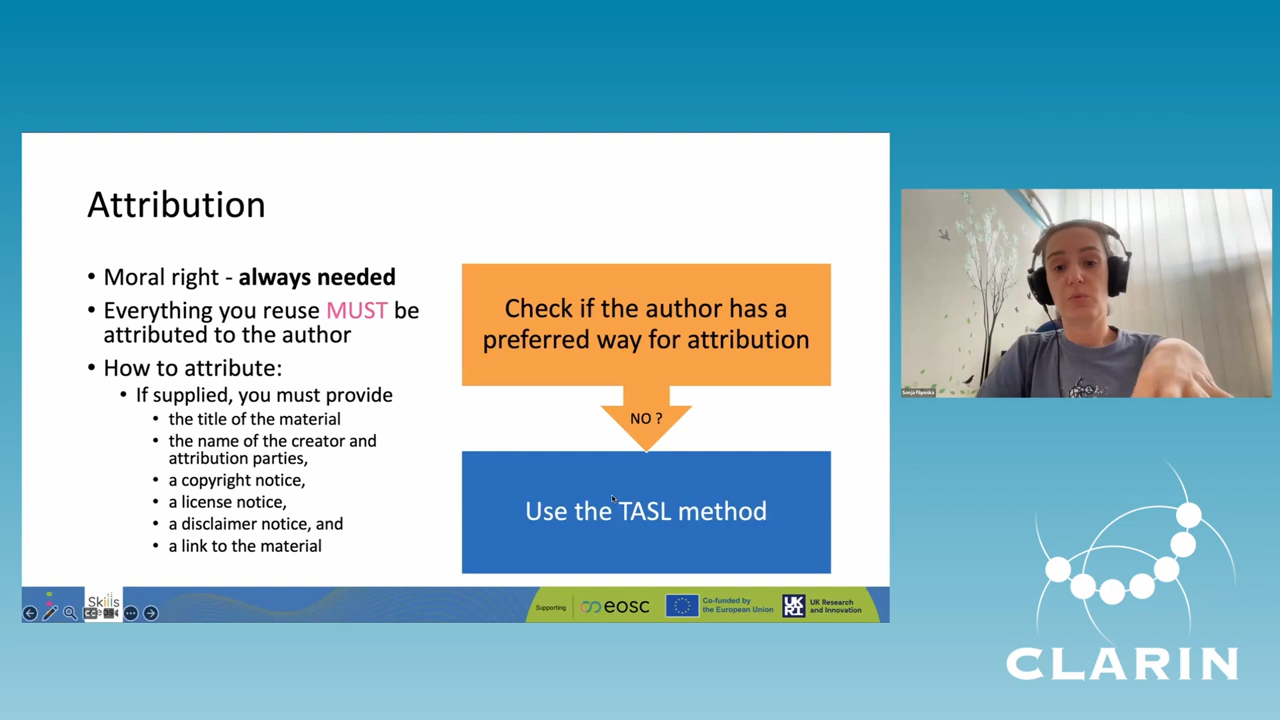 Attribution
• Moral right - always needed
• Everything you reuse MUST be
attributed to the author
• How to attribute:
• If supplied, you must provide
• the title of the material
• the name of the creator and
attribution parties,
• a copyright notice,
• a license notice,
• a disclaimer notice, and
• a link to the material
Check if the author has a
preferred way for attribution
NO ?
Use the TASL method
Skills
Supporting
eosc
Co-funded by
the European Union
UK
RI
UK Research
and Innovation
CLARIN